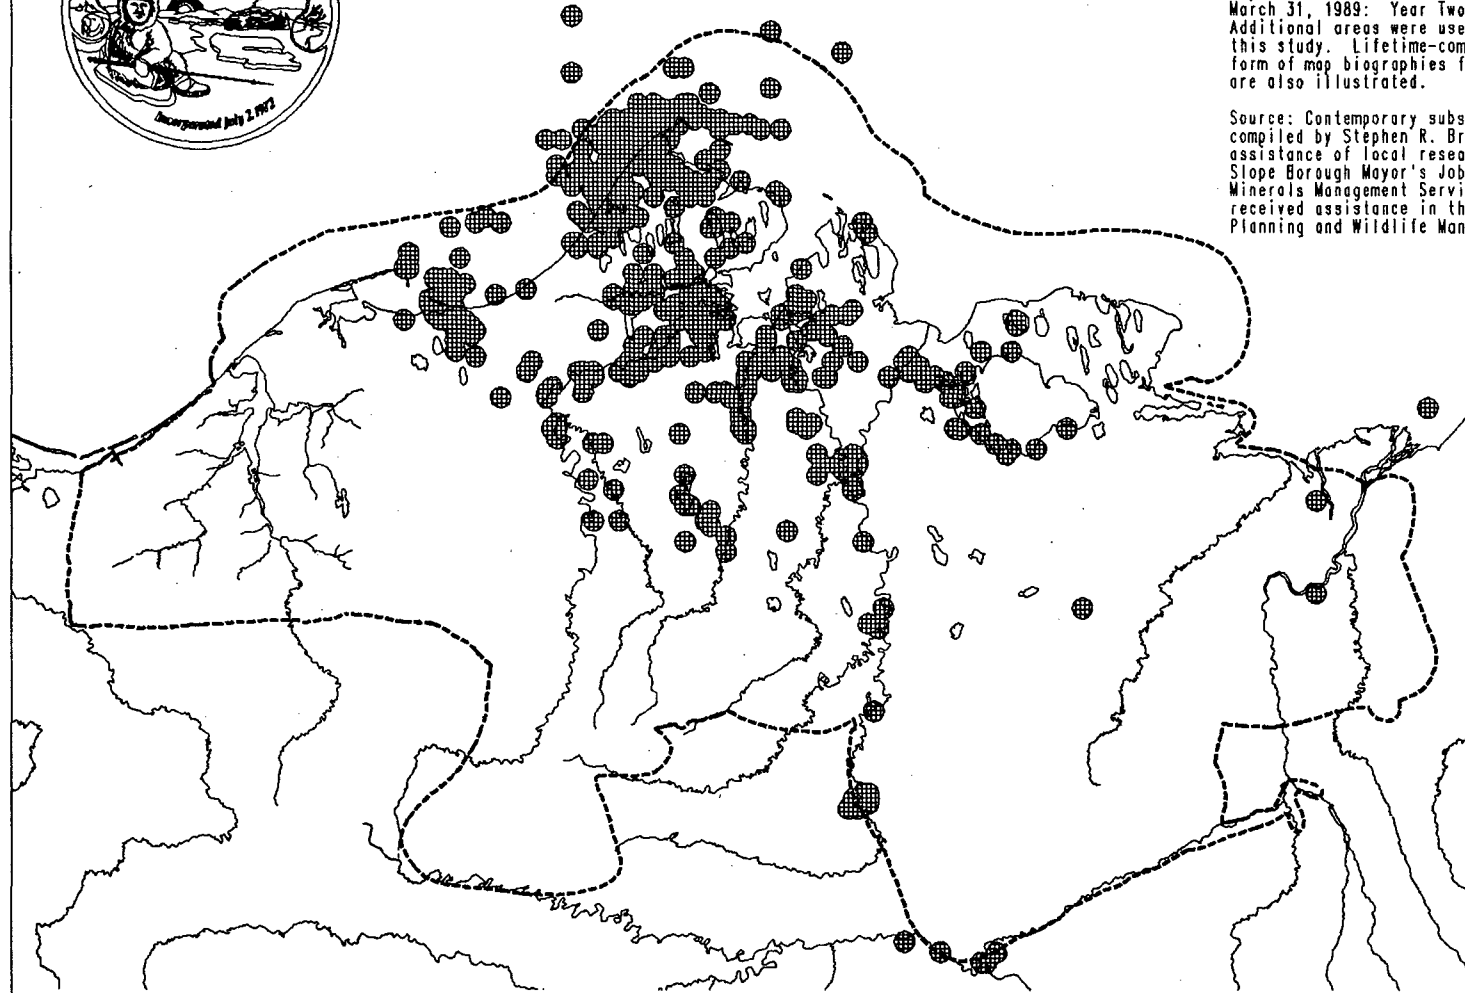 Incorporated July 2, 1972
March 31, 1989: Year Two
Additional areas were use
this study. Lifetime-com
form of map biographies f
are also illustrated.
Source: Contemporary subs
compiled by Stephen R. Br
assistance of local resea
Slope Borough Mayor's Job
Minerals Management Servi
received assistance in th
Planning and Wildlife Man